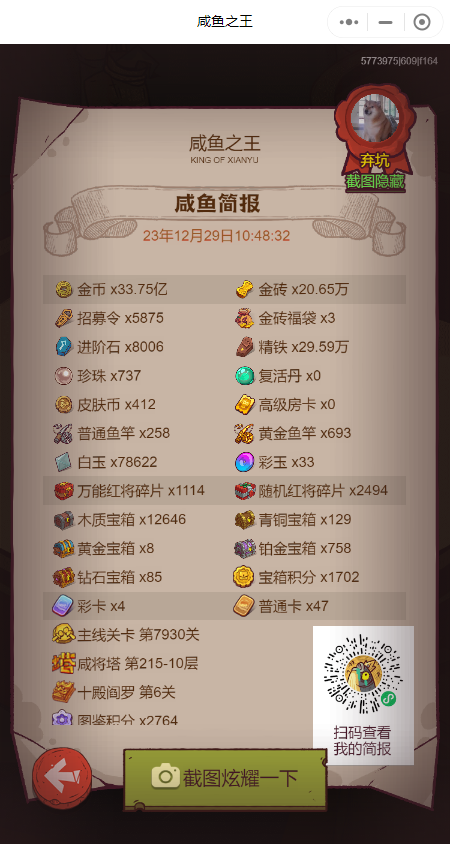 咸鱼之王
5773975|609|f164
咸鱼之王
KING OF XIANYU
弃坑
截图隐藏
咸鱼简报
23年12月29日10:48:32
金币 x33.75亿 金砖 x20.65万
招募令 x5875 金砖福袋 x3
进阶石 x8006 精铁 x29.59万
珍珠 x737 复活丹 x0
皮肤币 x412 高级房卡 x0
普通鱼竿 x258 黄金鱼竿 x693
白玉 x78622 彩玉 x33
万能红将碎片 x1114 随机红将碎片 x2494
木质宝箱 x12646 青铜宝箱 x129
黄金宝箱 x8 铂金宝箱 x758
钻石宝箱 x85 宝箱积分 x1702
彩卡 x4 普通卡 x47
主线关卡 第7930关
咸将塔 第215-10层
十殿阎罗 第6关
图鉴积分 x2764
扫码查看
我的简报
截图炫耀一下